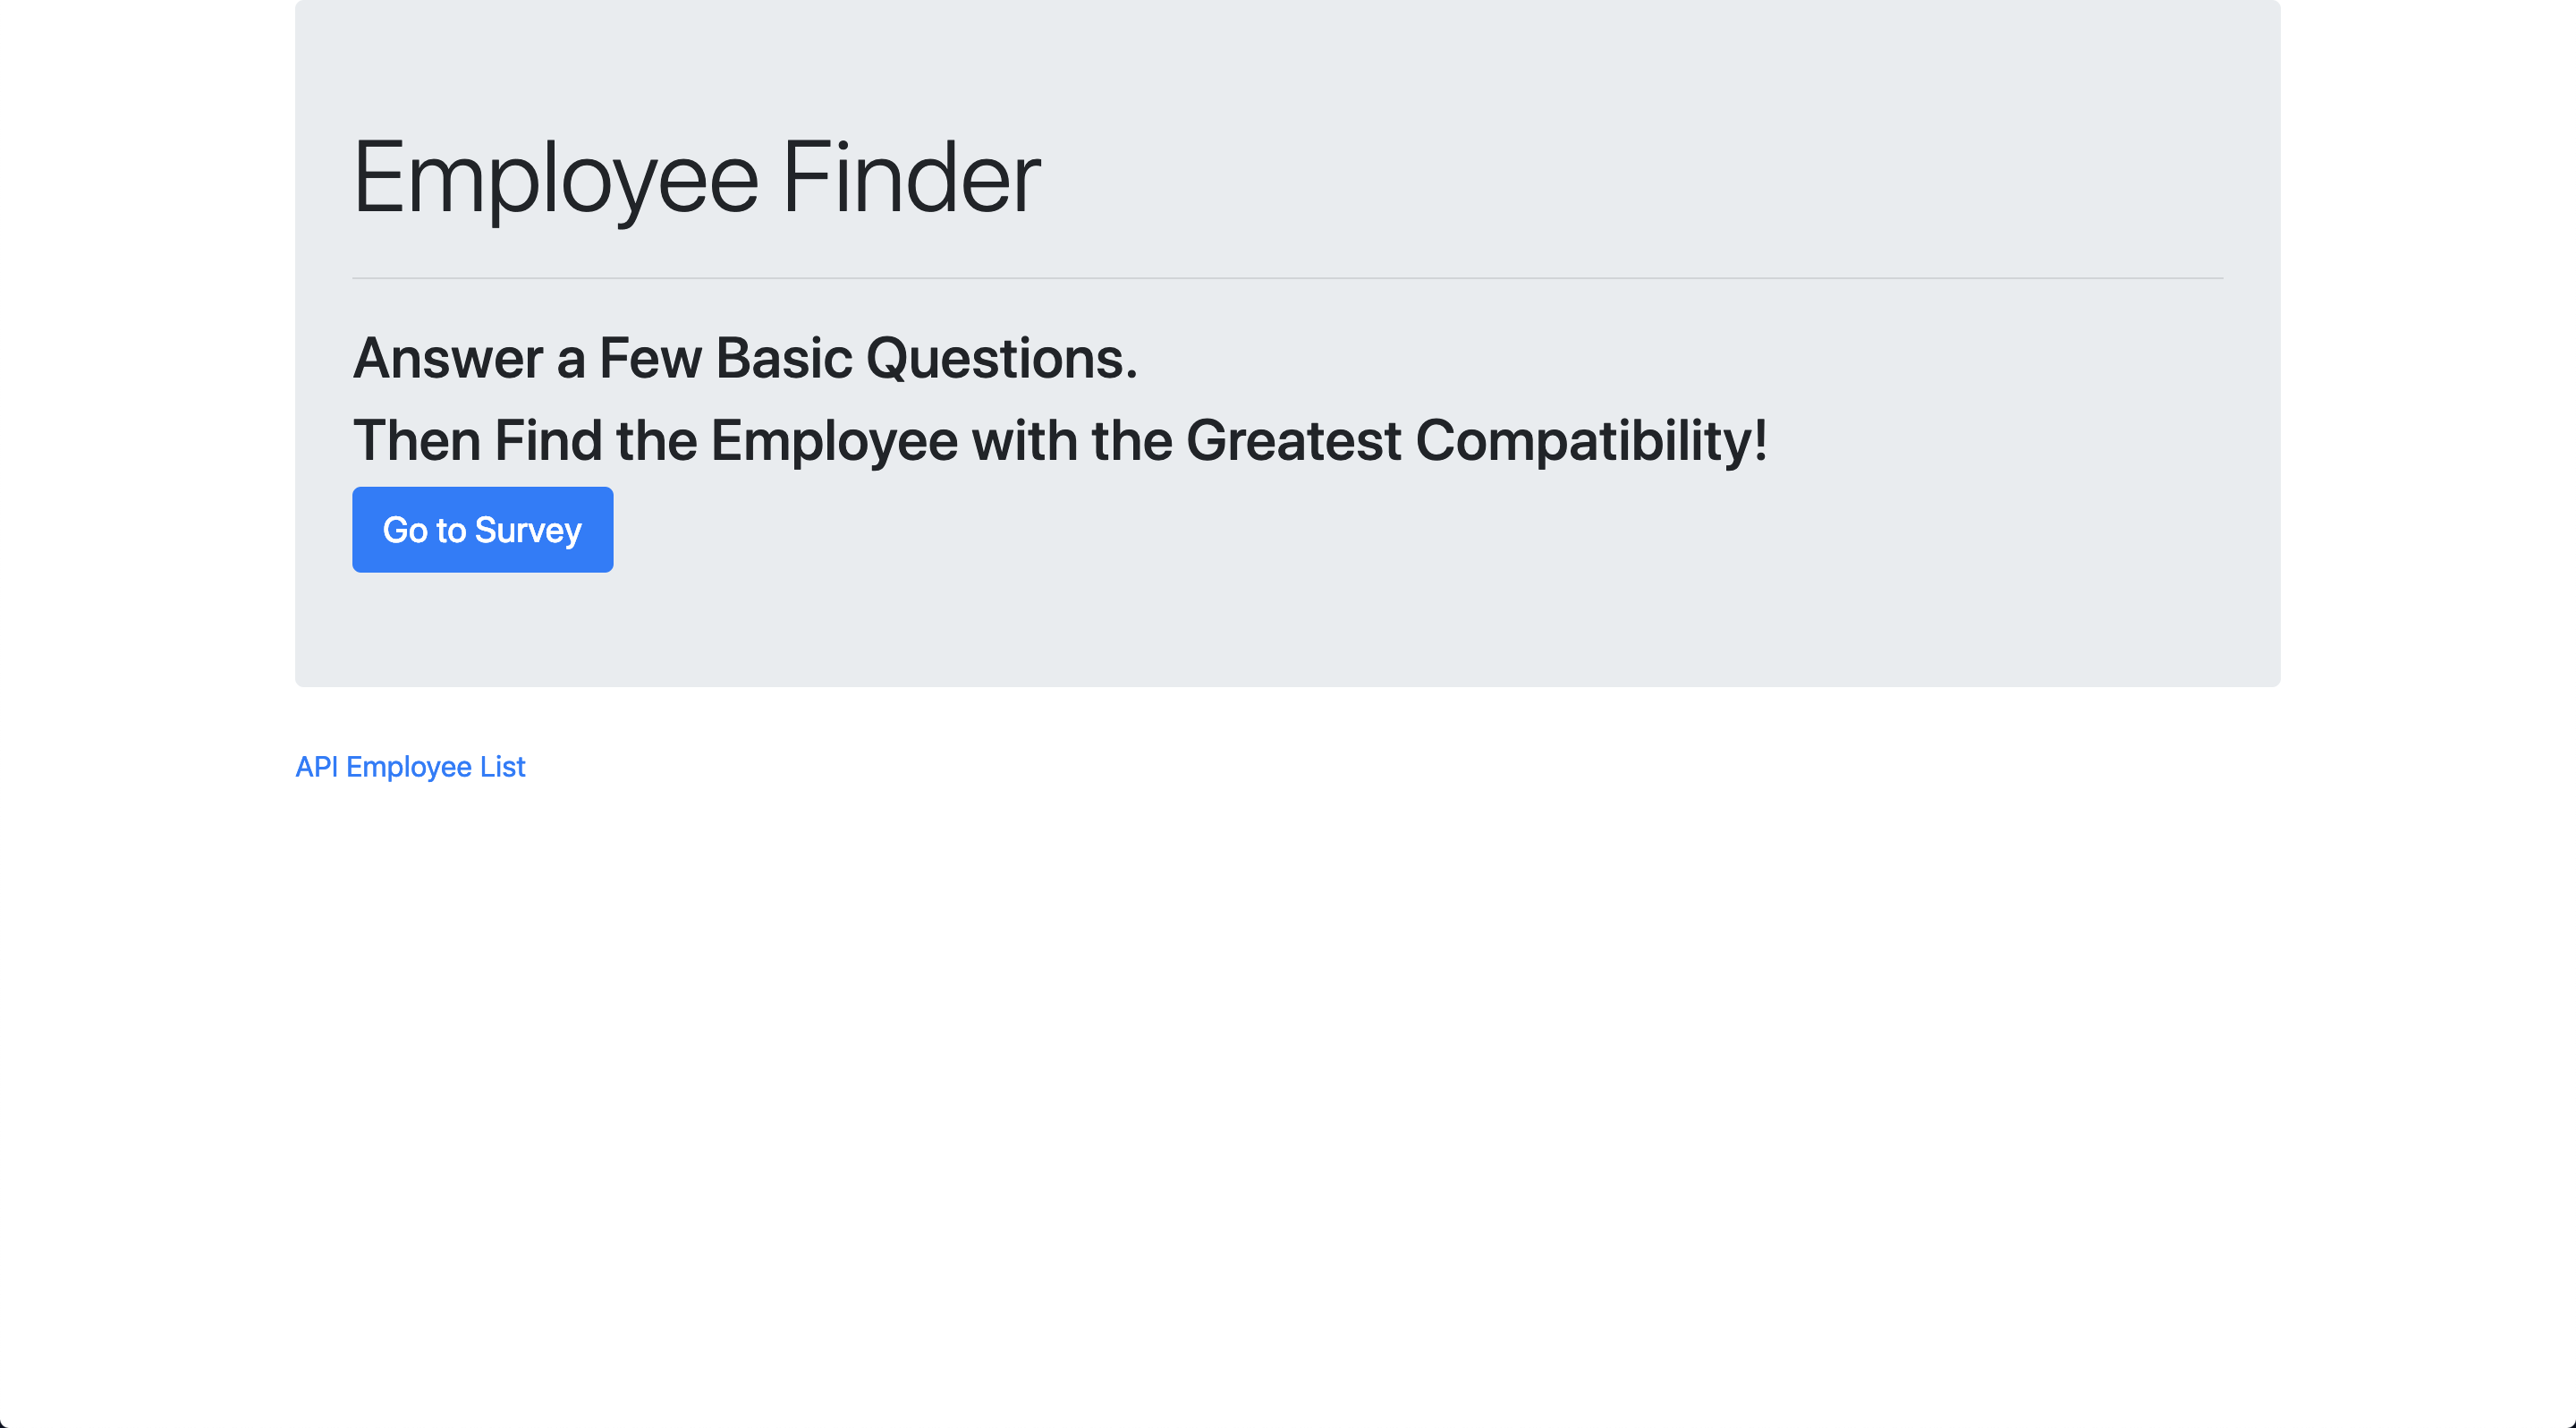 Employee Finder
Answer a Few Basic Questions.
Then Find the Employee with the Greatest Compatibility!
Go to Survey
API Employee List